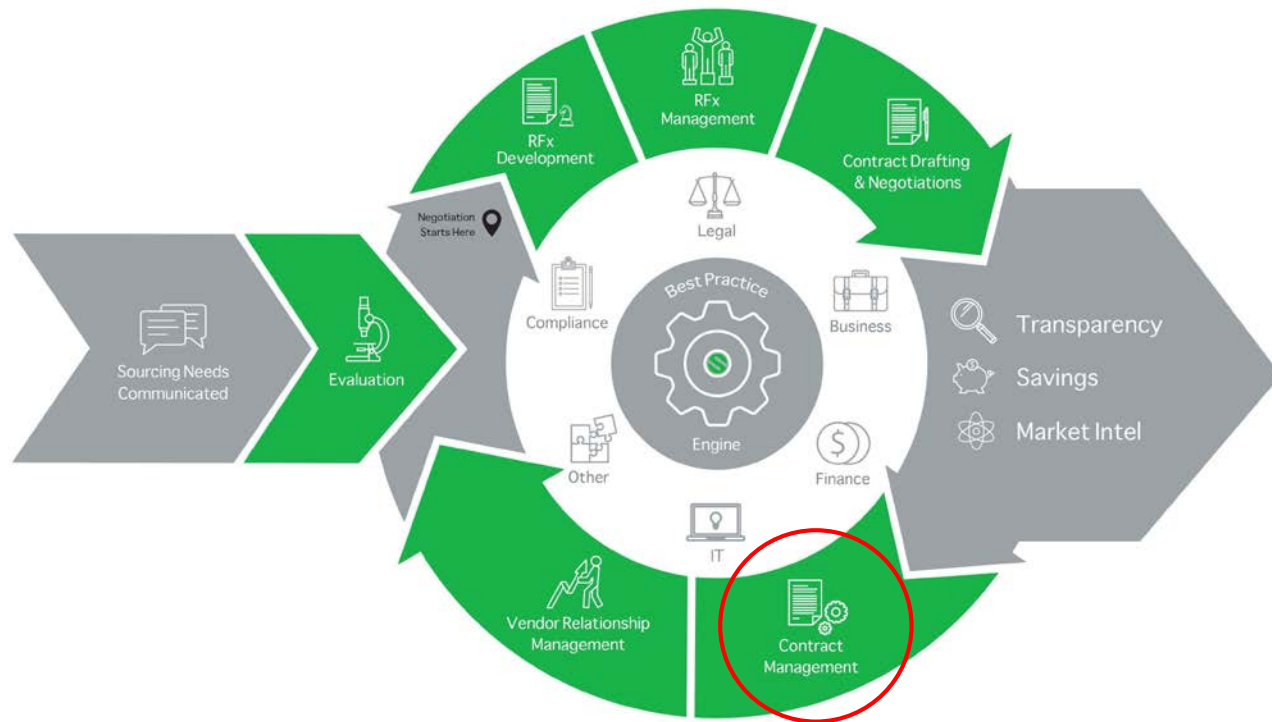 RFx
Management
RFx
Development
Contract Drafting
& Negotiations
Negotiation
Starts Here
Legal
Compliance
Business
Best Practice
Engine
Sourcing Needs
Communicated
Evaluation
Transparency
Savings
Market Intel
Other
Finance
IT
Vendor Relationship
Management
Contract
Management